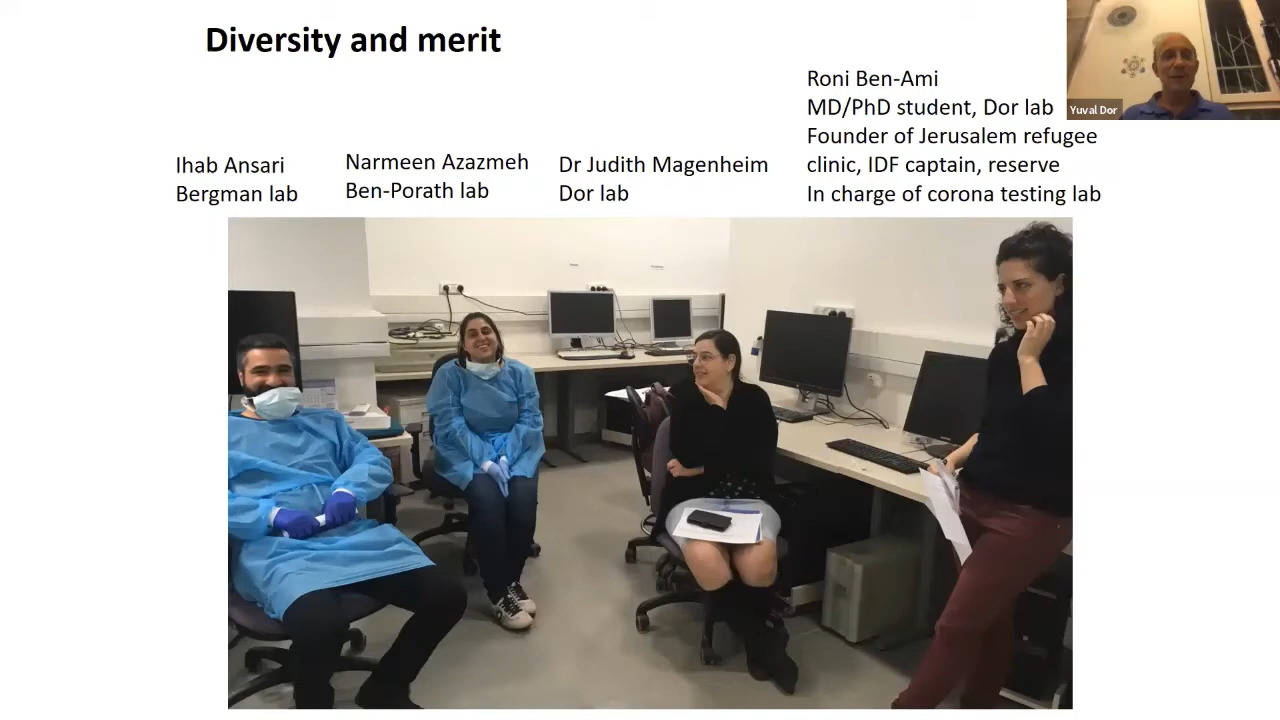 Diversity and merit
Yuval Dor
Ihab Ansari
Bergman lab
Narmeen Azazmeh
Ben-Porath lab
Dr Judith Magenheim
Dor lab
Roni Ben-Ami
MD/PhD student, Dor lab
Founder of Jerusalem refugee
clinic, IDF captain, reserve
In charge of corona testing lab